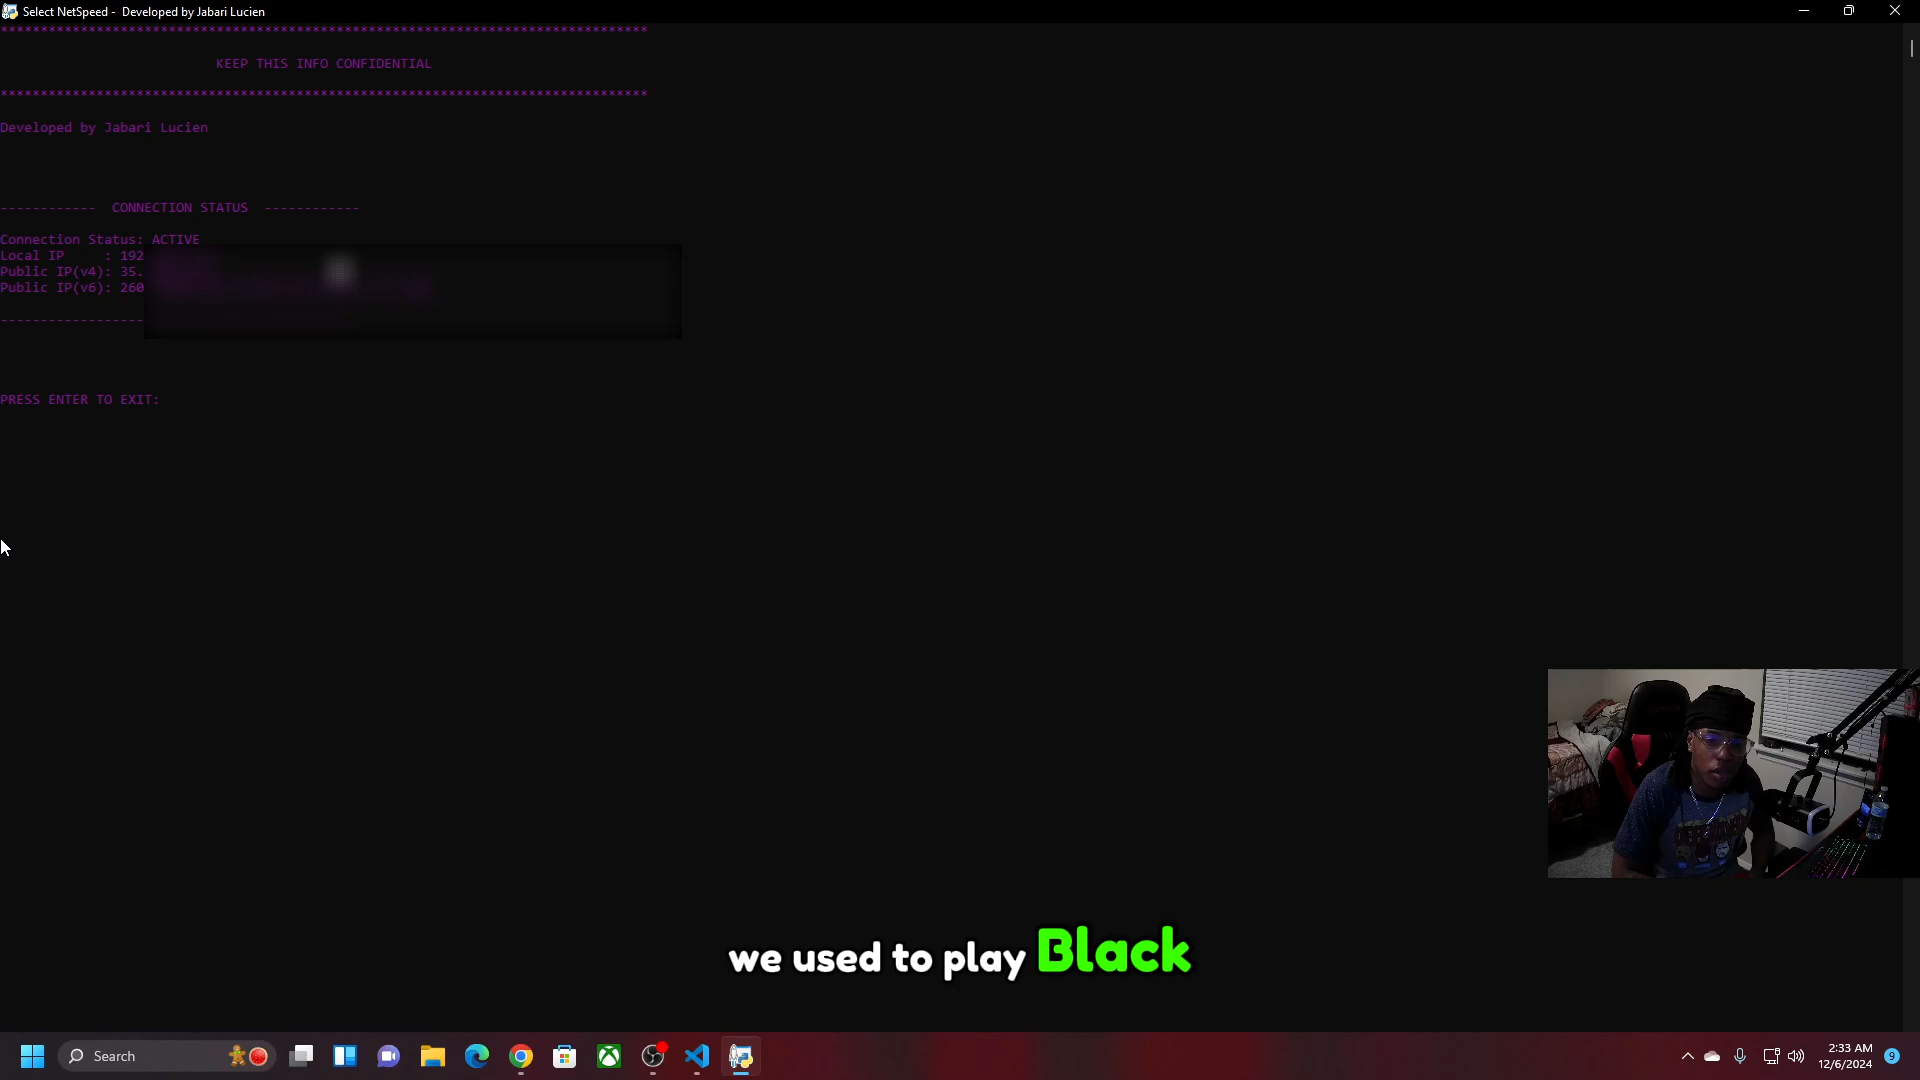 Select NetSpeed - Developed by Jabari Lucien
********************************************************************************
KEEP THIS INFO CONFIDENTIAL
********************************************************************************
Developed by Jabari Lucien
------------ CONNECTION STATUS ------------
Connection Status: ACTIVE
Local IP : 192
Public IP(v4): 35.
Public IP(v6): 260
------------------
PRESS ENTER TO EXIT:
we used to play Black
Search
2:33 AM
12/6/2024
9